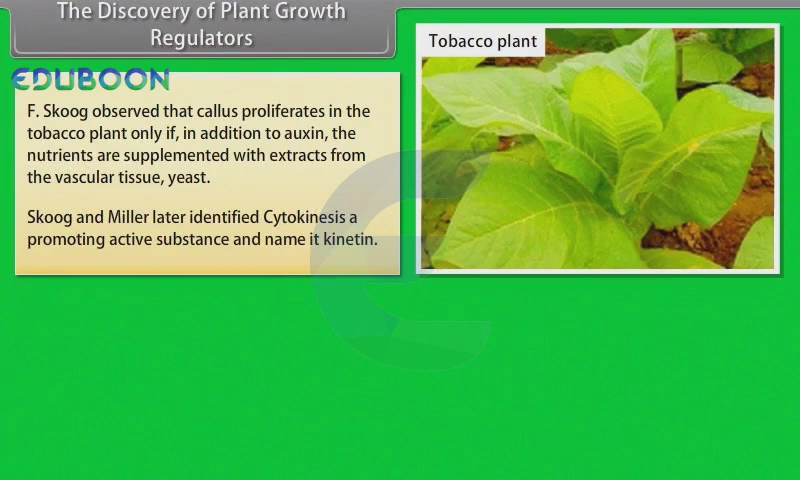 The Discovery of Plant Growth
Regulators
EDUBOON
Tobacco plant
F. Skoog observed that callus proliferates in the
tobacco plant only if, in addition to auxin, the
nutrients are supplemented with extracts from
the vascular tissue, yeast.
Skoog and Miller later identified Cytokinesis a
promoting active substance and name it kinetin.